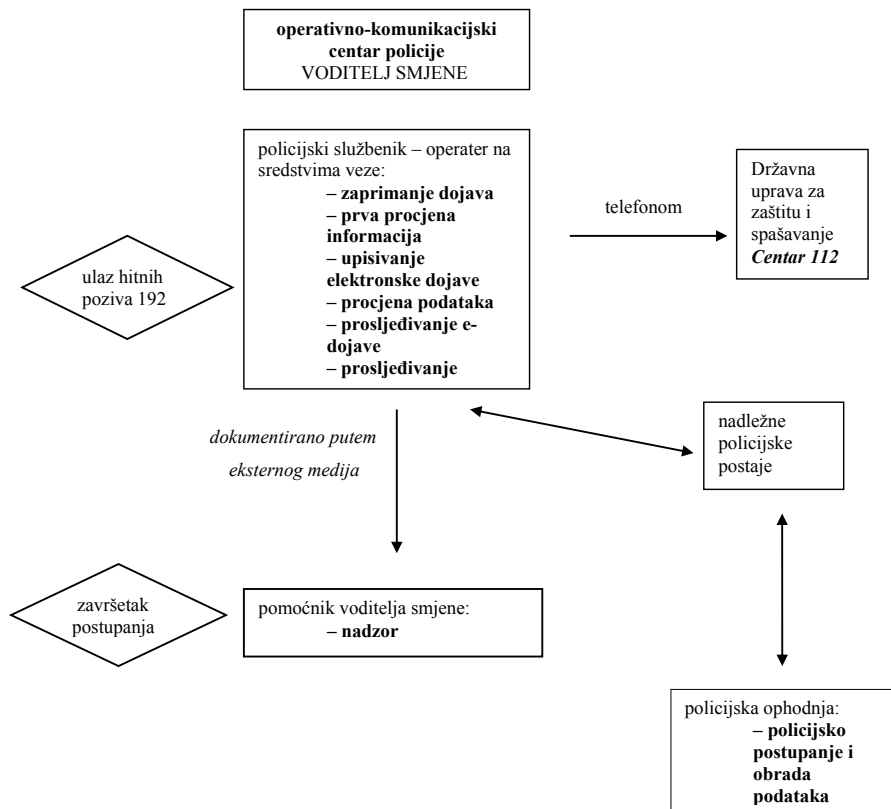 operativno-komunikacijski
centar policije
VODITELJ SMJENE
policijski službenik – operater na
sredstvima veze:
– zaprimanje dojava
– prva procjena
informacija
– upisivanje
elektronske dojave
– procjena podataka
– prosljeđivanje e-
dojave
– prosljeđivanje
telefonom
Državna
uprava za
zaštitu i
spašavanje
Centar 112
ulaz hitnih
poziva 192
dokumentirano putem
eksternog medija
nadležne
policijske
postaje
završetak
postupanja
pomoćnik voditelja smjene:
– nadzor
policijska ophodnja:
– policijsko
postupanje i
obrada
podataka